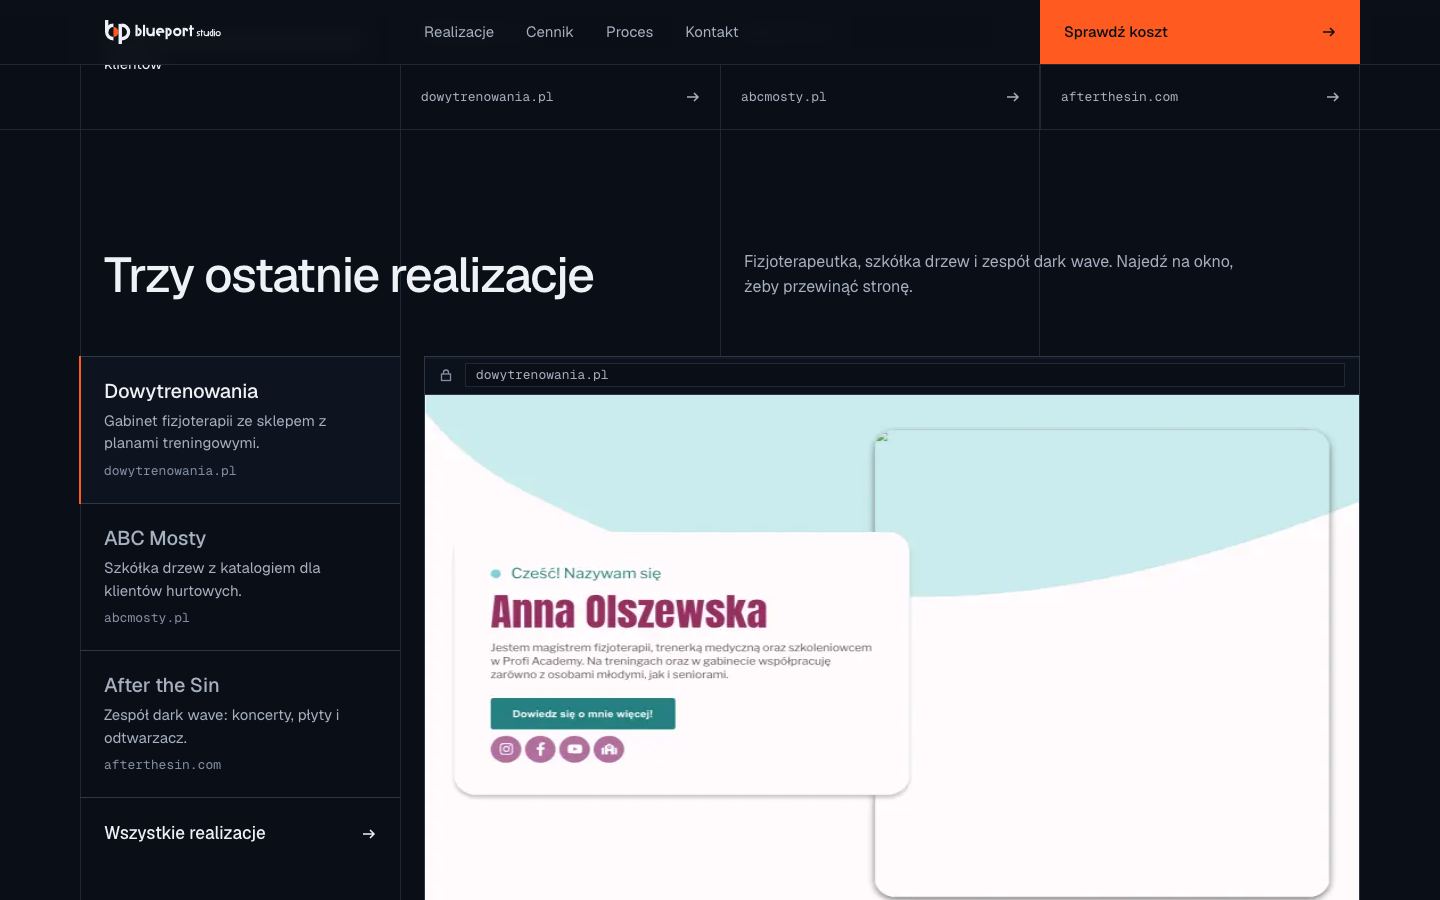 blueport studio
Realizacje
Cennik
Proces
Kontakt
Sprawdź koszt
klientów
dowytrenowania.pl
abcmosty.pl
afterthesin.com
Trzy ostatnie realizacje
Fizjoterapeutka, szkółka drzew i zespół dark wave. Najedź na okno,
żeby przewinąć stronę.
Dowytrenowania
Gabinet fizjoterapii ze sklepem z
planami treningowymi.
dowytrenowania.pl
ABC Mosty
Szkółka drzew z katalogiem dla
klientów hurtowych.
abcmosty.pl
After the Sin
Zespół dark wave: koncerty, płyty i
odtwarzacz.
afterthesin.com
Wszystkie realizacje
dowytrenowania.pl
Cześć! Nazywam się
Anna Olszewska
Jestem magistrem fizjoterapii, trenerką medyczną oraz szkoleniowcem
w Profi Academy. Na treningach oraz w gabinecie współpracuję
zarówno z osobami młodymi, jak i seniorami.
Dowiedz się o mnie więcej!